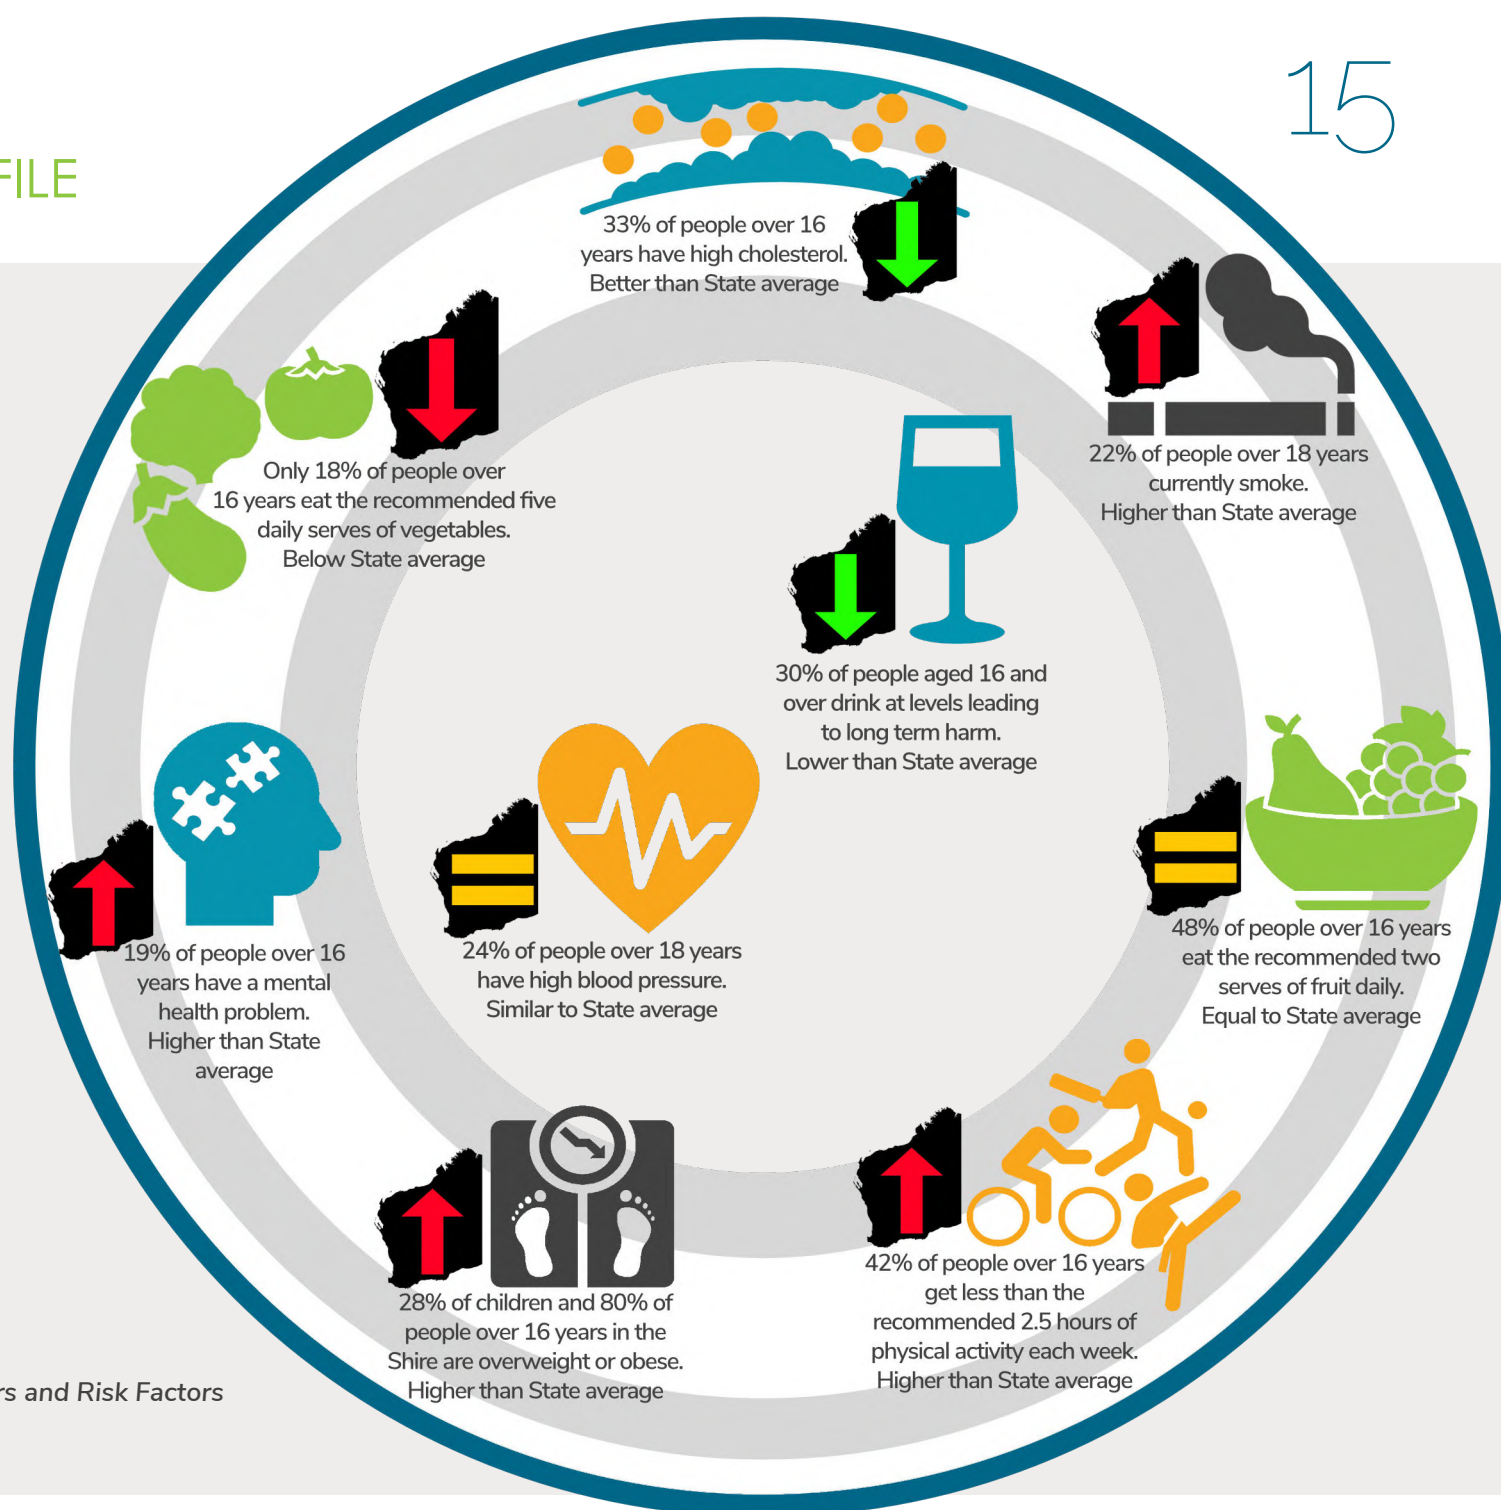 15
FILE
33% of people over 16
years have high cholesterol.
Better than State average
22% of people over 18 years
currently smoke.
Higher than State average
Only 18% of people over
16 years eat the recommended five
daily serves of vegetables.
Below State average
30% of people aged 16 and
over drink at levels leading
to long term harm.
Lower than State average
48% of people over 16 years
eat the recommended two
serves of fruit daily.
Equal to State average
19% of people over 16
years have a mental
health problem.
Higher than State
average
24% of people over 18 years
have high blood pressure.
Similar to State average
28% of children and 80% of
people over 16 years in the
Shire are overweight or obese.
Higher than State average
42% of people over 16 years
get less than the
recommended 2.5 hours of
physical activity each week.
Higher than State average
rs and Risk Factors